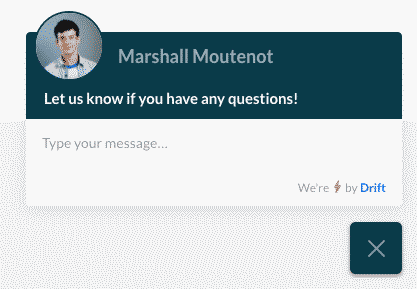 Marshall Moutenot
Let us know if you have any questions!
Type your message...
We're by Drift